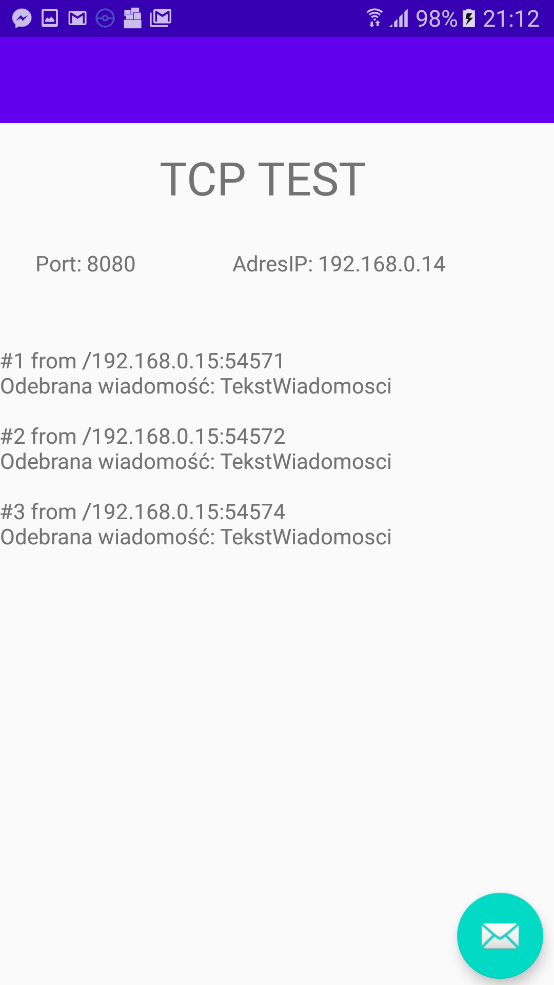 98% 21:12
TCP TEST
Port: 8080 AdresIP: 192.168.0.14
#1 from /192.168.0.15:54571
Odebrana wiadomość: TekstWiadomosci
#2 from /192.168.0.15:54572
Odebrana wiadomość: TekstWiadomosci
#3 from /192.168.0.15:54574
Odebrana wiadomość: TekstWiadomosci